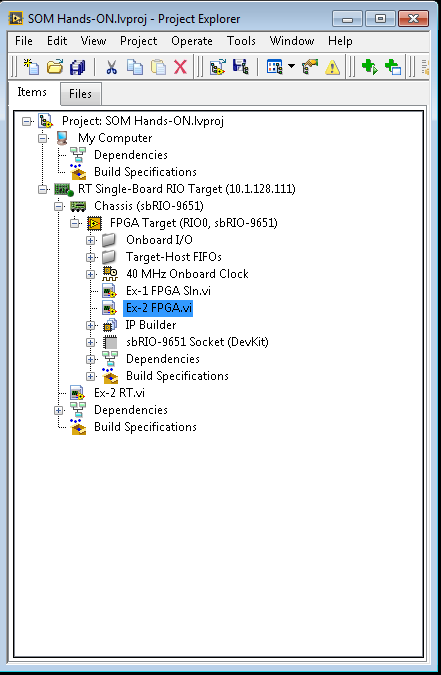 SOM Hands-ON.lvproj - Project Explorer
File Edit View Project Operate Tools Window Help
Items Files
Project: SOM Hands-ON.lvproj
My Computer
Dependencies
Build Specifications
RT Single-Board RIO Target (10.1.128.111)
Chassis (sbRIO-9651)
FPGA Target (RIO0, sbRIO-9651)
Onboard I/O
Target-Host FIFOs
40 MHz Onboard Clock
Ex-1 FPGA Sln.vi
Ex-2 FPGA.vi
IP Builder
sbRIO-9651 Socket (DevKit)
Dependencies
Build Specifications
Ex-2 RT.vi
Dependencies
Build Specifications